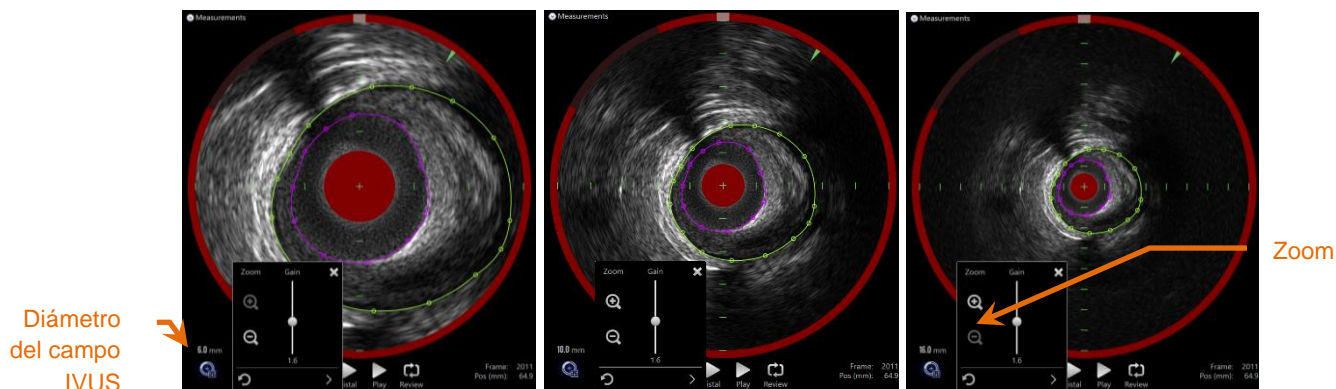 Measurements
Zoom Gain
1.6
6.0 mm
Play Review
Frame: 2011
Pos (mm): 64.9
Measurements
Zoom Gain
1.6
10.0 mm
Play Review
Frame: 2011
Pos (mm): 64.9
Measurements
Zoom Gain
1.6
16.0 mm
Play Review
Frame: 2011
Pos (mm): 64.9
Diámetro
del campo
IVUS
Zoom